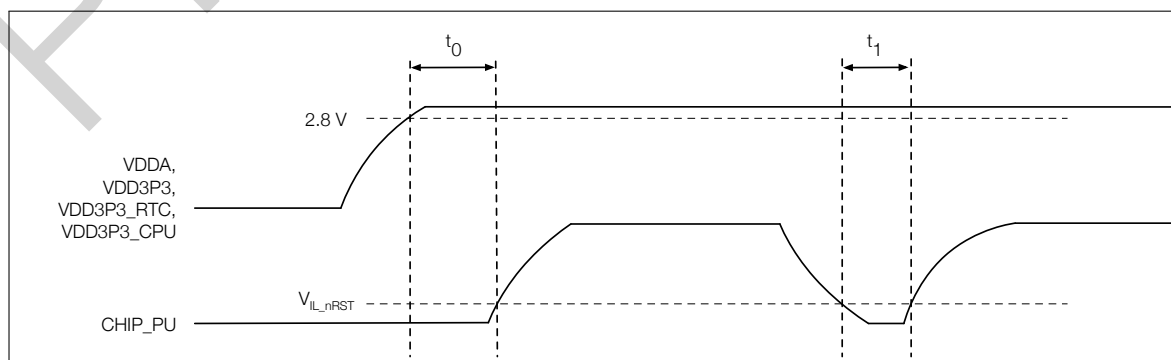 t0
t1
2.8 V
VDDA,
VDD3P3,
VDD3P3_RTC,
VDD3P3_CPU
VIL_nRST
CHIP_PU